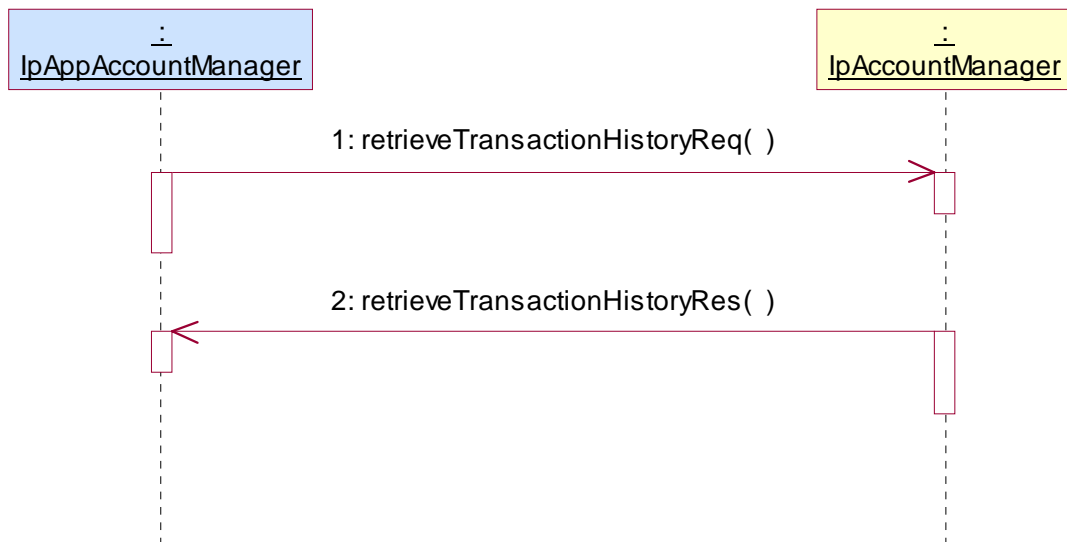 :
IpAppAccountManager
:
IpAccountManager
1: retrieveTransactionHistoryReq( )
2: retrieveTransactionHistoryRes( )